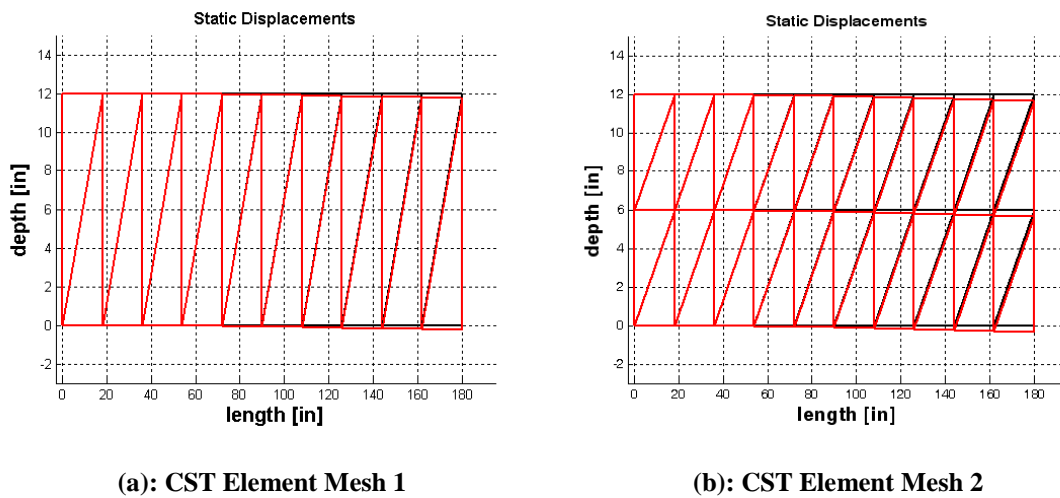 Static Displacements
14
12
10
8
6
4
2
0
-2
depth [in]
0 20 40 60 80 100 120 140 160 180
length [in]
(a): CST Element Mesh 1
Static Displacements
14
12
10
8
6
4
2
0
-2
depth [in]
0 20 40 60 80 100 120 140 160 180
length [in]
(b): CST Element Mesh 2